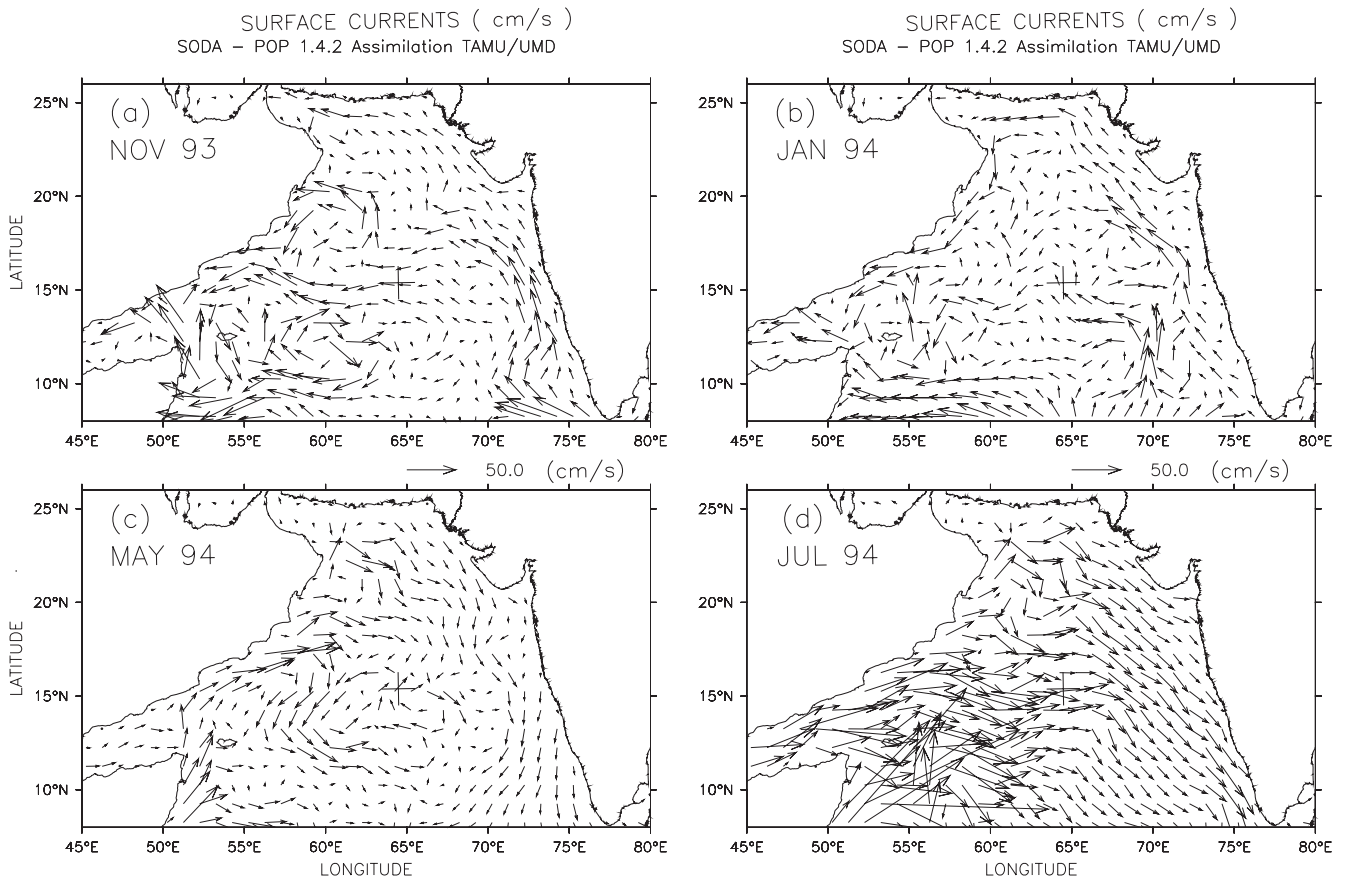 SURFACE CURRENTS ( cm/s )
SODA – POP 1.4.2 Assimilation TAMU/UMD
SURFACE CURRENTS ( cm/s )
SODA – POP 1.4.2 Assimilation TAMU/UMD
(a)
NOV 93
25°N
20°N
15°N
10°N
LATITUDE
45°E 50°E 55°E 60°E 65°E 70°E 75°E 80°E
50.0 (cm/s)
(b)
JAN 94
25°N
20°N
15°N
10°N
45°E 50°E 55°E 60°E 65°E 70°E 75°E 80°E
50.0 (cm/s)
(c)
MAY 94
25°N
20°N
15°N
10°N
LATITUDE
45°E 50°E 55°E 60°E 65°E 70°E 75°E 80°E
LONGITUDE
(d)
JUL 94
25°N
20°N
15°N
10°N
45°E 50°E 55°E 60°E 65°E 70°E 75°E 80°E
LONGITUDE